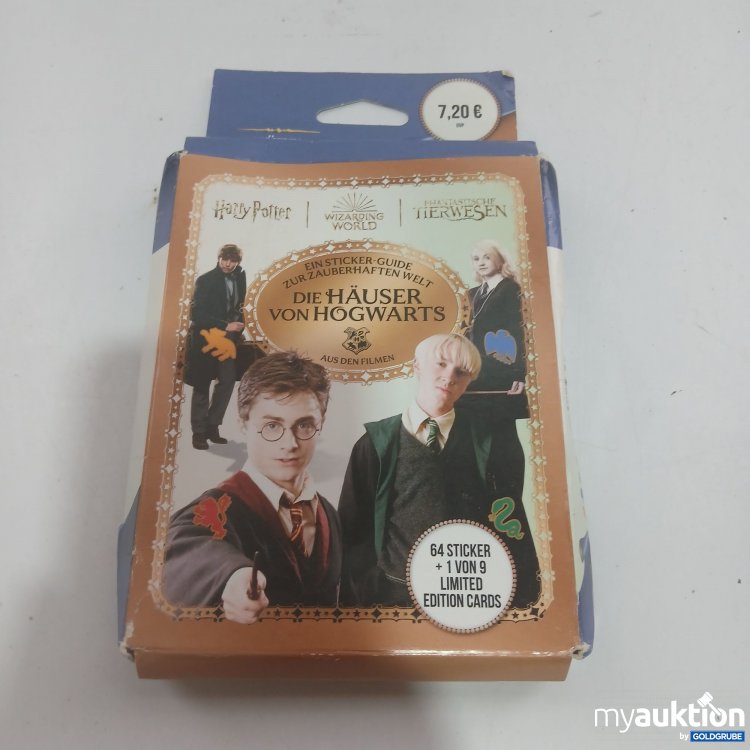 7,20 €
UVP
Harry Potter
WIZARDING
WORLD
PHANTASTISCHE
TIERWESEN
EIN STICKER-GUIDE
ZUR ZAUBERHAFTEN WELT
DIE HÄUSER
VON HOGWARTS
AUS DEN FILMEN
64 STICKER
+ 1 VON 9
LIMITED
EDITION CARDS
myauktion
by GOLDGRUBE